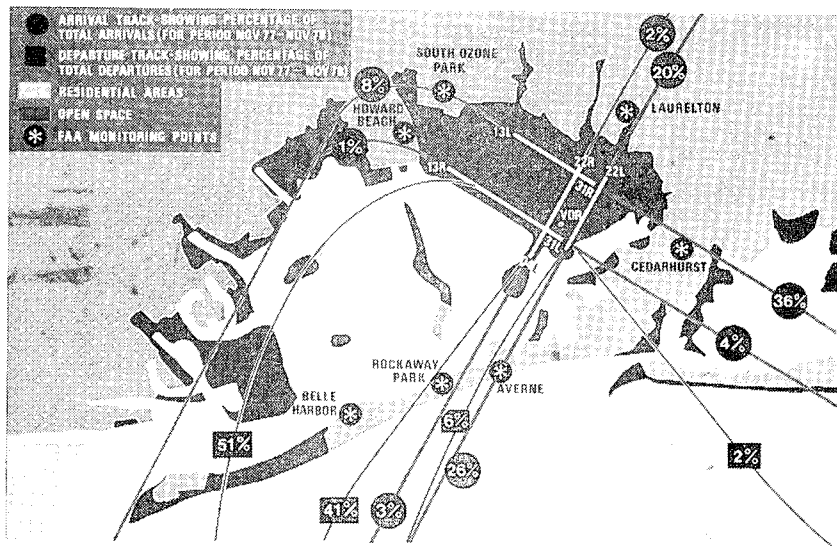 ARRIVAL TRACK-SHOWING PERCENTAGE OF
TOTAL ARRIVALS (FOR PERIOD NOV 77-NOV 78)
DEPARTURE TRACK-SHOWING PERCENTAGE OF
TOTAL DEPARTURES (FOR PERIOD NOV 77-NOV 78)
RESIDENTIAL AREAS
OPEN SPACE
FAA MONITORING POINTS
2%
20%
SOUTH OZONE
PARK
8%
HOWARD
BEACH
LAURELTON
1%
13L
13R
22R
22L
31R
VOR
31L
CEDARHURST
36%
4%
ROCKAWAY
PARK
AVERNE
BELLE
HARBOR
51%
6%
2%
26%
41%
3%